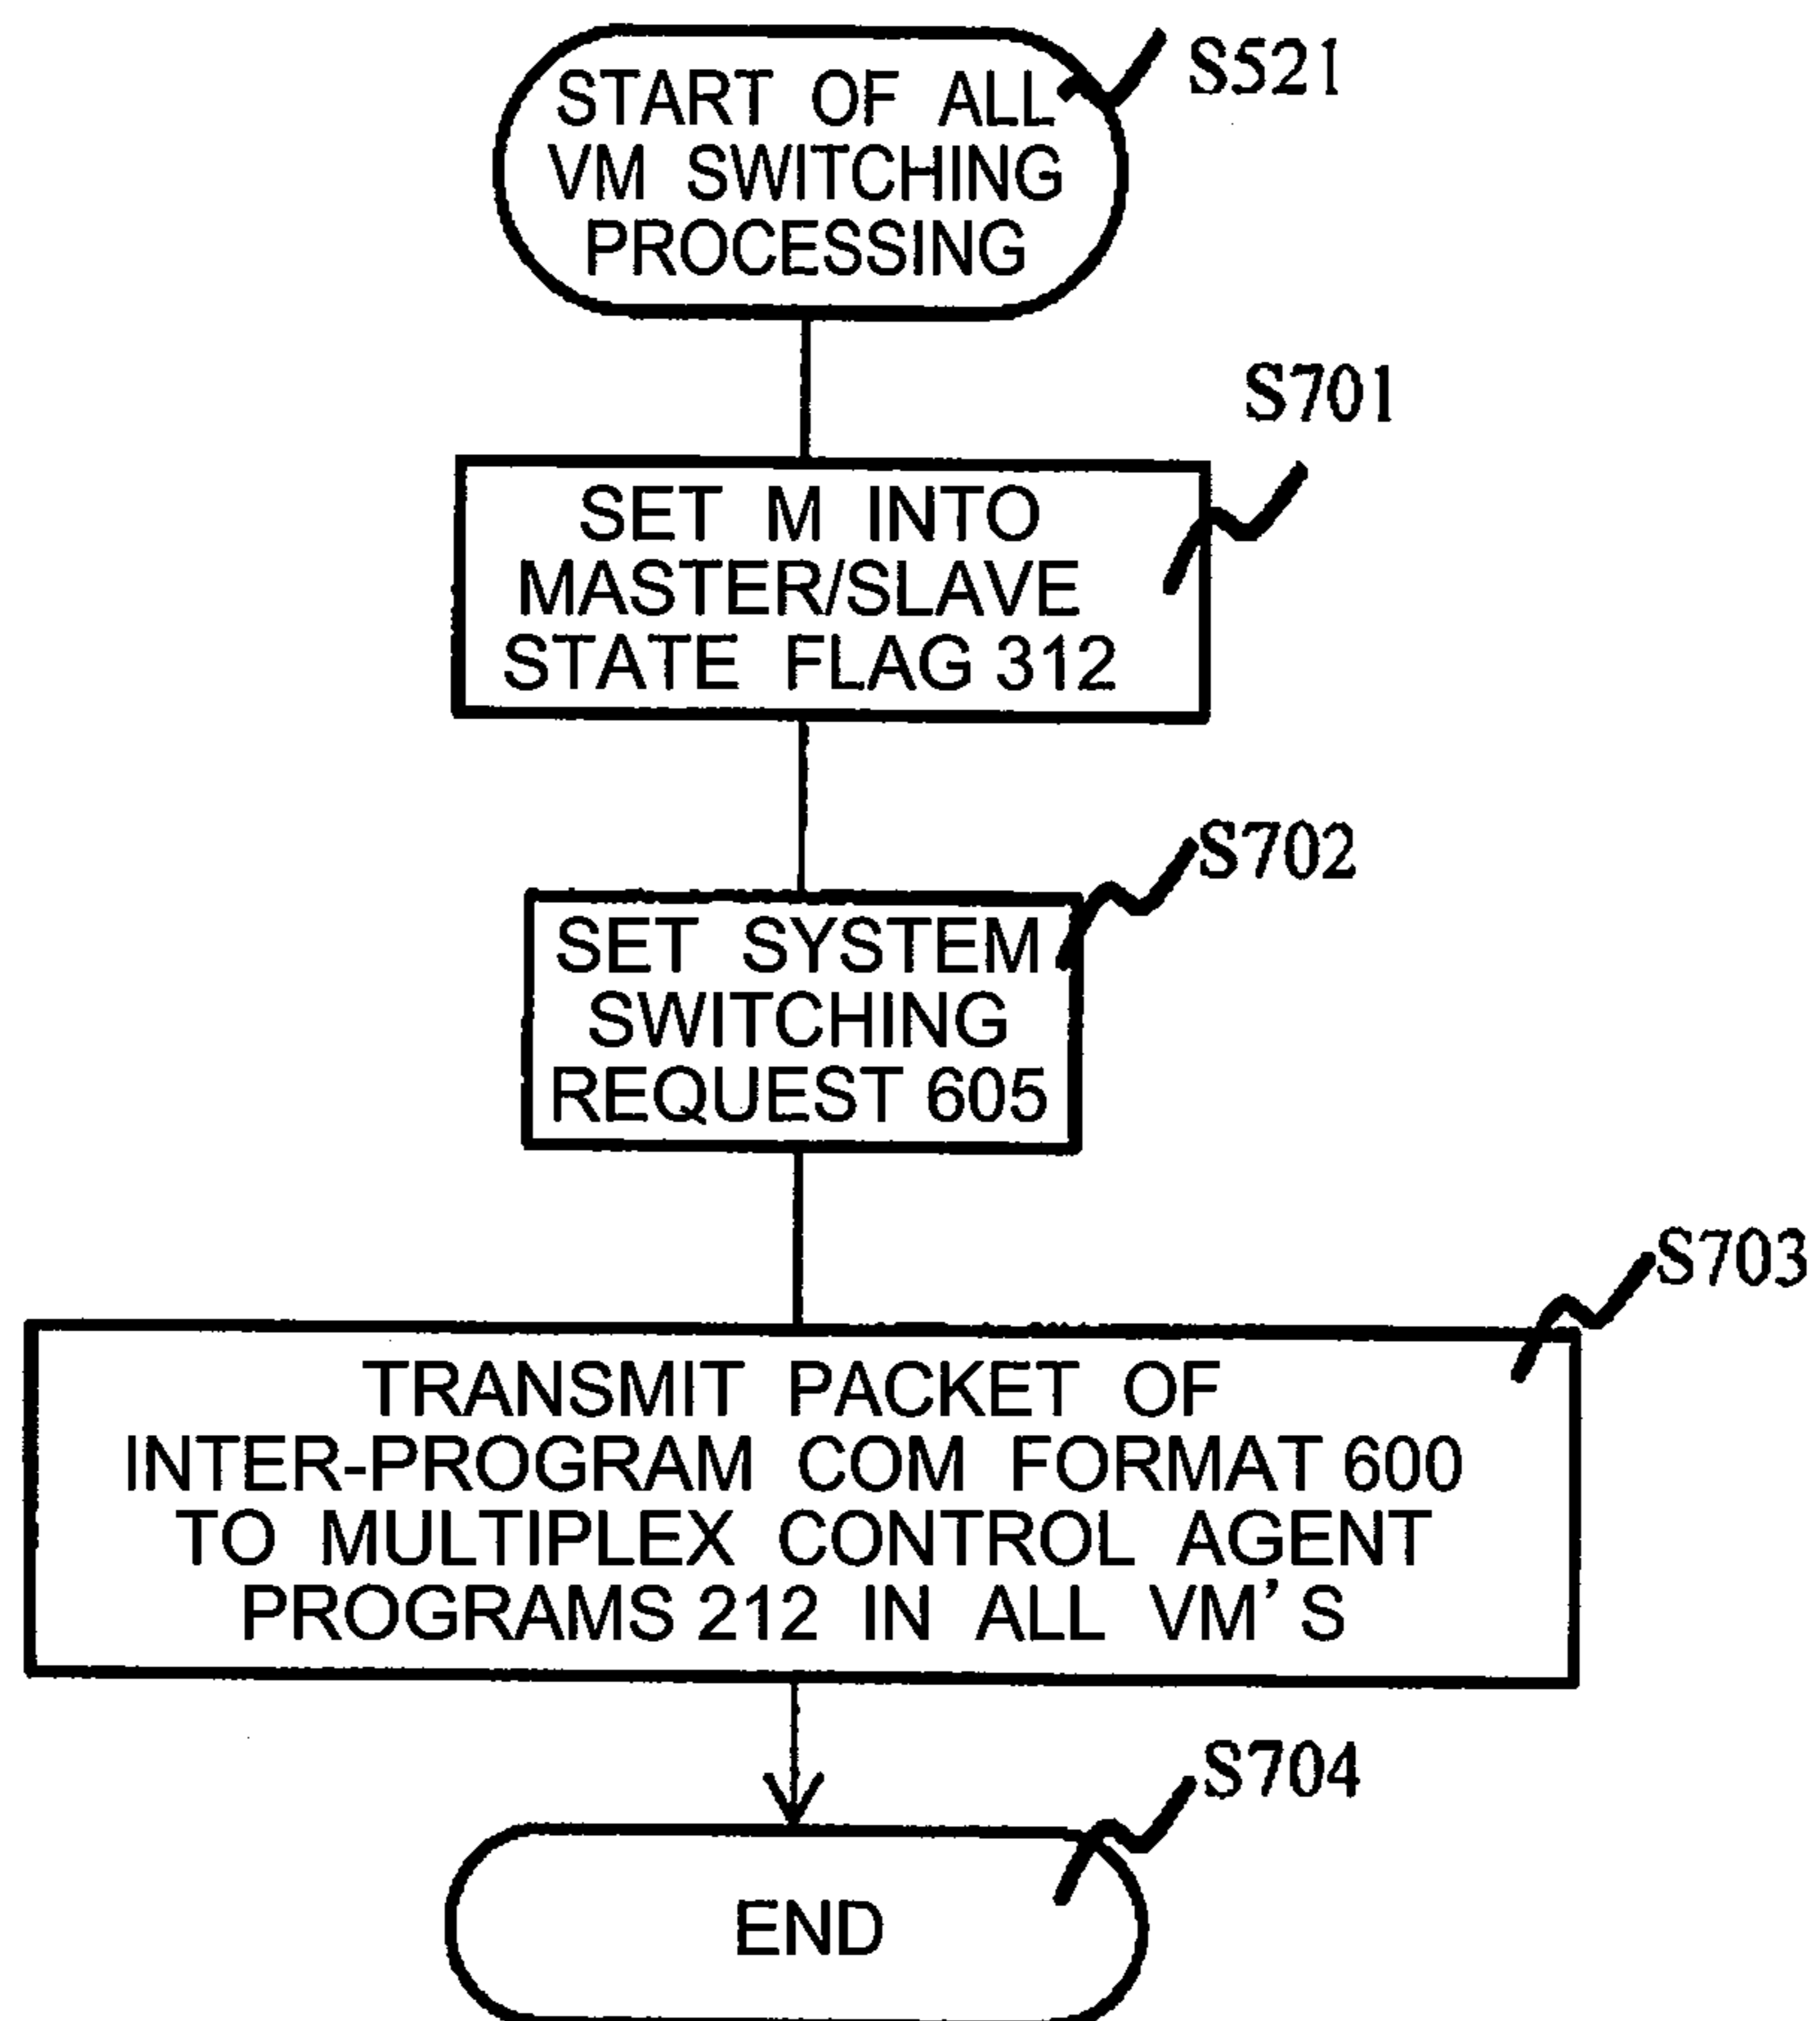 START OF ALL
VM SWITCHING
PROCESSING
S521
S701
SET M INTO
MASTER/SLAVE
STATE FLAG 312
S702
SET SYSTEM
SWITCHING
REQUEST 605
S703
TRANSMIT PACKET OF
INTER-PROGRAM COM FORMAT 600
TO MULTIPLEX CONTROL AGENT
PROGRAMS 212 IN ALL VM'S
S704
END